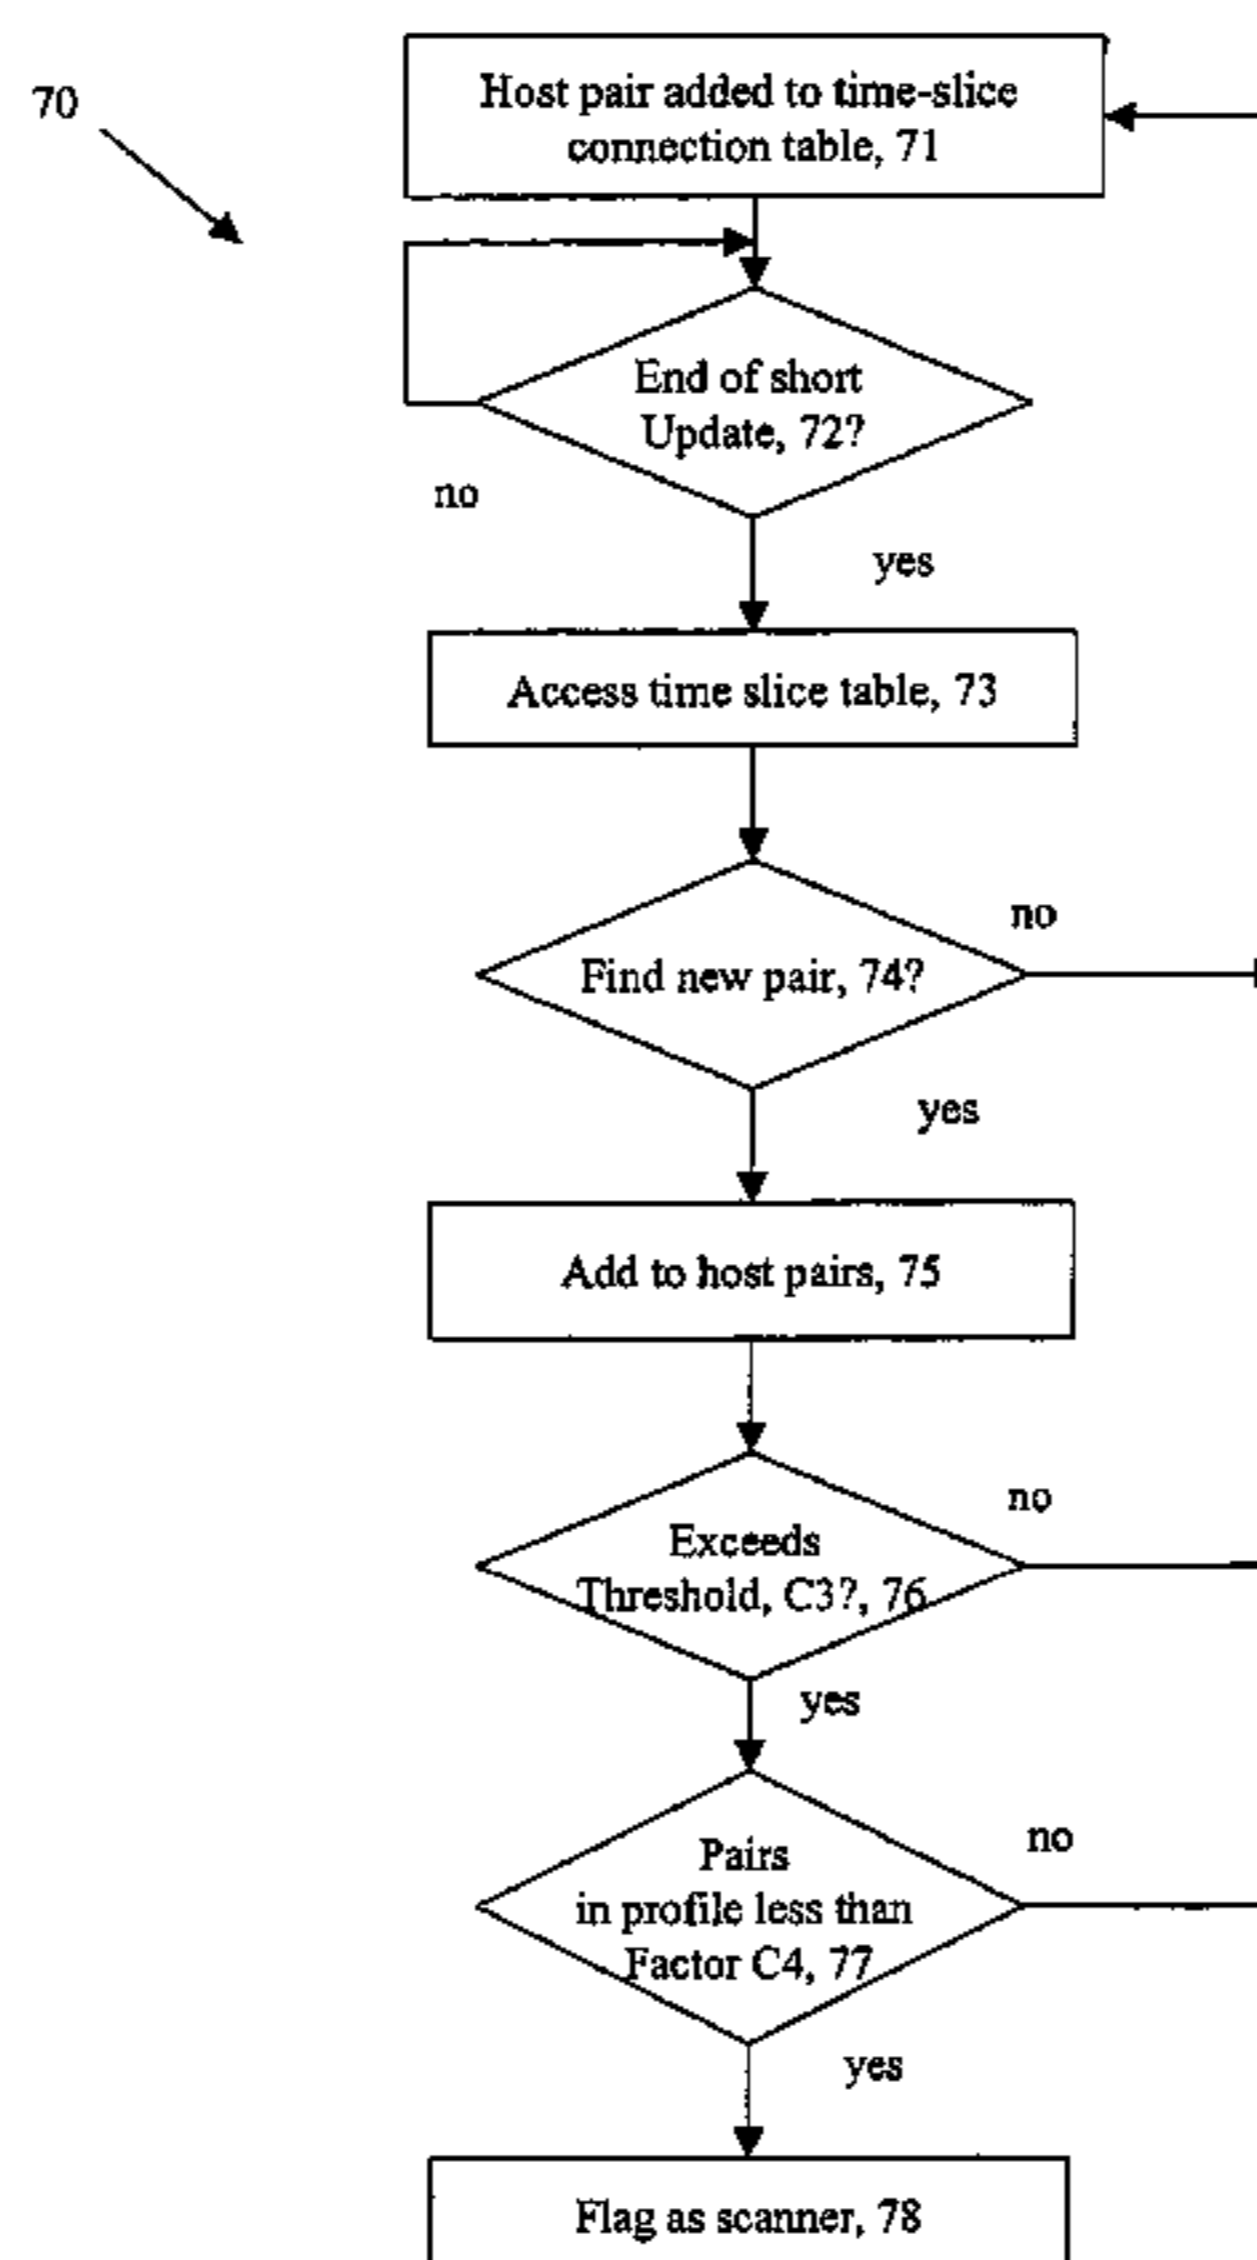 70
Host pair added to time-slice
connection table, 71
End of short
Update, 72?
no
yes
Access time slice table, 73
no
Find new pair, 74?
yes
Add to host pairs, 75
no
Exceeds
Threshold, C3?, 76
yes
no
Pairs
in profile less than
Factor C4, 77
yes
Flag as scanner, 78